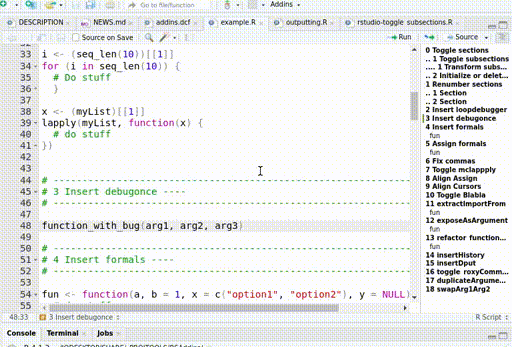 Go to file/function
Addins
DESCRIPTION
NEWS.md
addins.dcf
example.R
outputting.R
rstudio-toggle subsections.R
Source on Save
Run
Source
33 i <- (seq_len(10))[[1]]
34 for (i in seq_len(10)) {
35 # Do stuff
36 }
37
38 x <- (myList)[[1]]
39 lapply(myList, function(x) {
40 # do stuff
41 })
42
43
44 # ----------------------------------------------------
45 # 3 Insert debugonce ----
46 # ----------------------------------------------------
47
48 function_with_bug(arg1, arg2, arg3)
49
50 # ----------------------------------------------------
51 # 4 Insert formals ----
52 # ----------------------------------------------------
53
54 fun <- function(a, b = 1, x = c("option1", "option2"), y = NULL)
55
0 Toggle sections
.. 1 Toggle subsections
.... 1 Transform subs...
.. 2 Initialize or delet...
1 Renumber sections
.. 1 Section
.. 2 Section
2 Insert loopdebugger
3 Insert debugonce
4 Insert formals
fun
5 Assign formals
fun
6 Fix commas
7 Toggle mclappply
8 Align Assign
9 Align Cursors
10 Toggle Blabla
11 extractImportFrom
fun
12 exposeAsArgument
fun
13 refactor function...
fun
14 insertHistory
15 insertDput
16 toggle roxyComm...
17 duplicateArgume...
18 swapArg1Arg2
48:33
3 Insert debugonce
R Script
Console
Terminal
Jobs